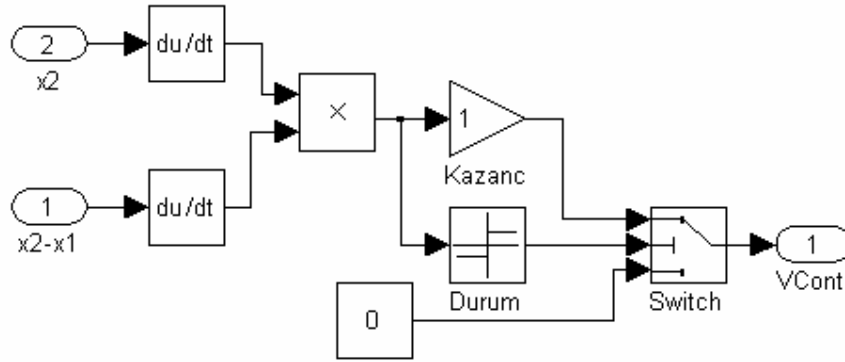 2
x2
du/dt
×
1
Kazanc
1
x2-x1
du/dt
Durum
0
Switch
1
VCont